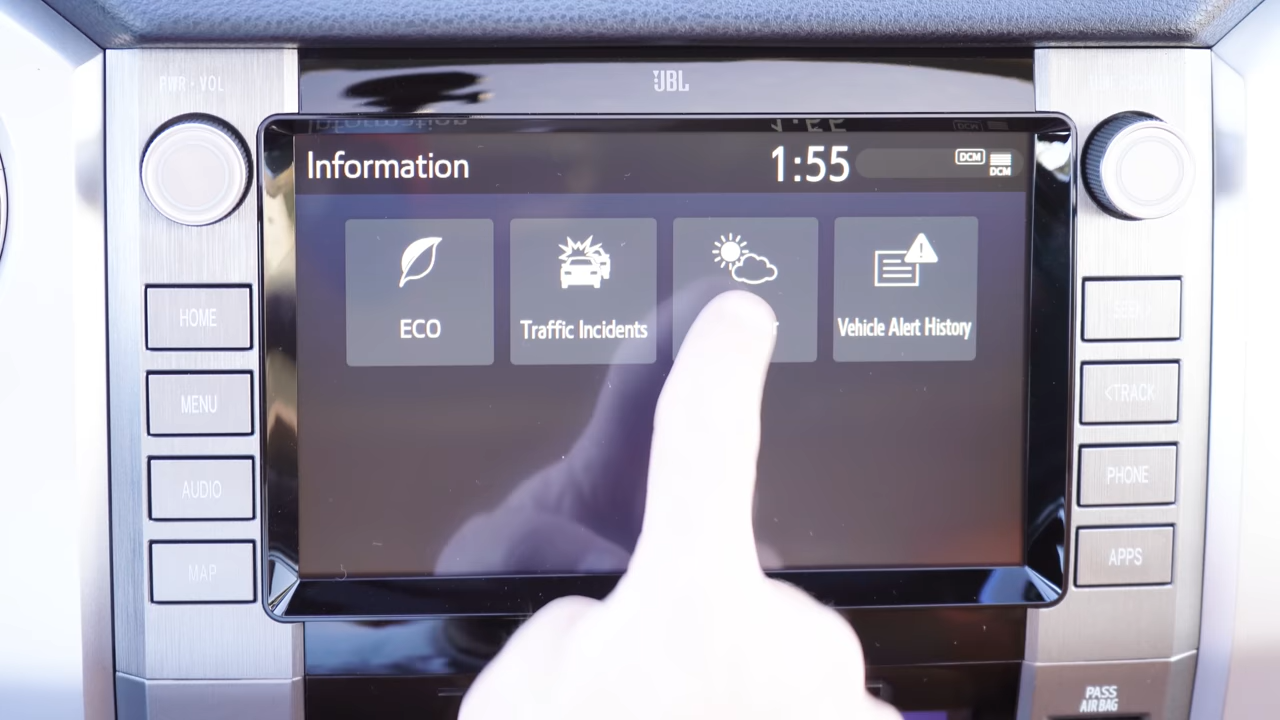 PWR • VOL
JBL
Information
1:55
DCM
DCM
ECO
Traffic Incidents
Vehicle Alert History
HOME
MENU
AUDIO
MAP
<TRACK
PHONE
APPS
PASS
AIR BAG